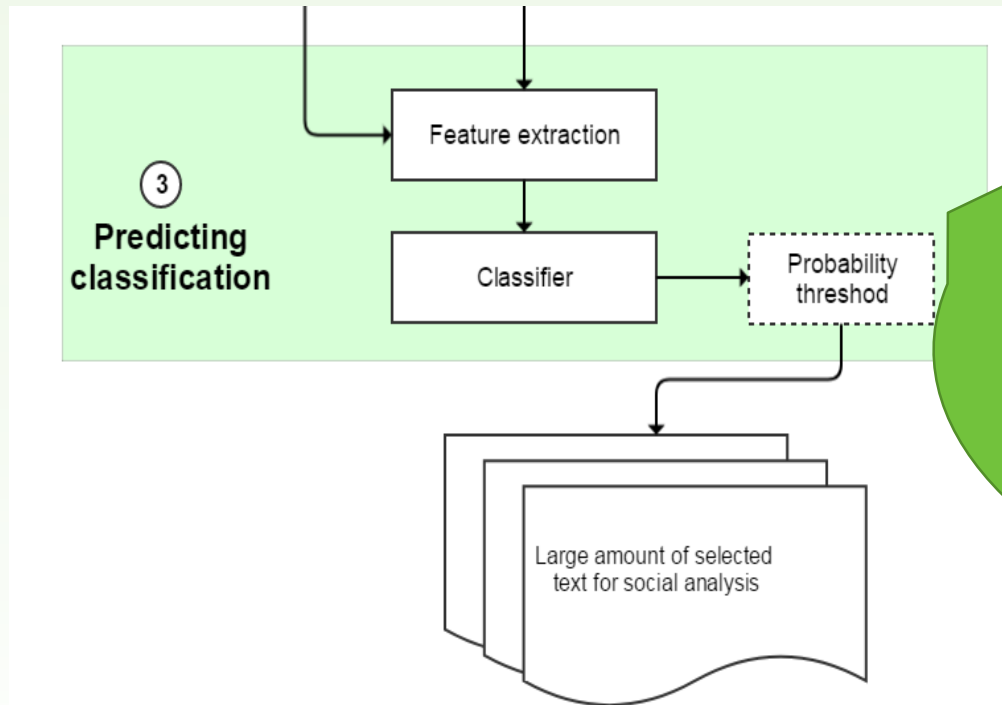 Feature extraction
3
Predicting
classification
Classifier
Probability
threshod
Large amount of selected
text for social analysis